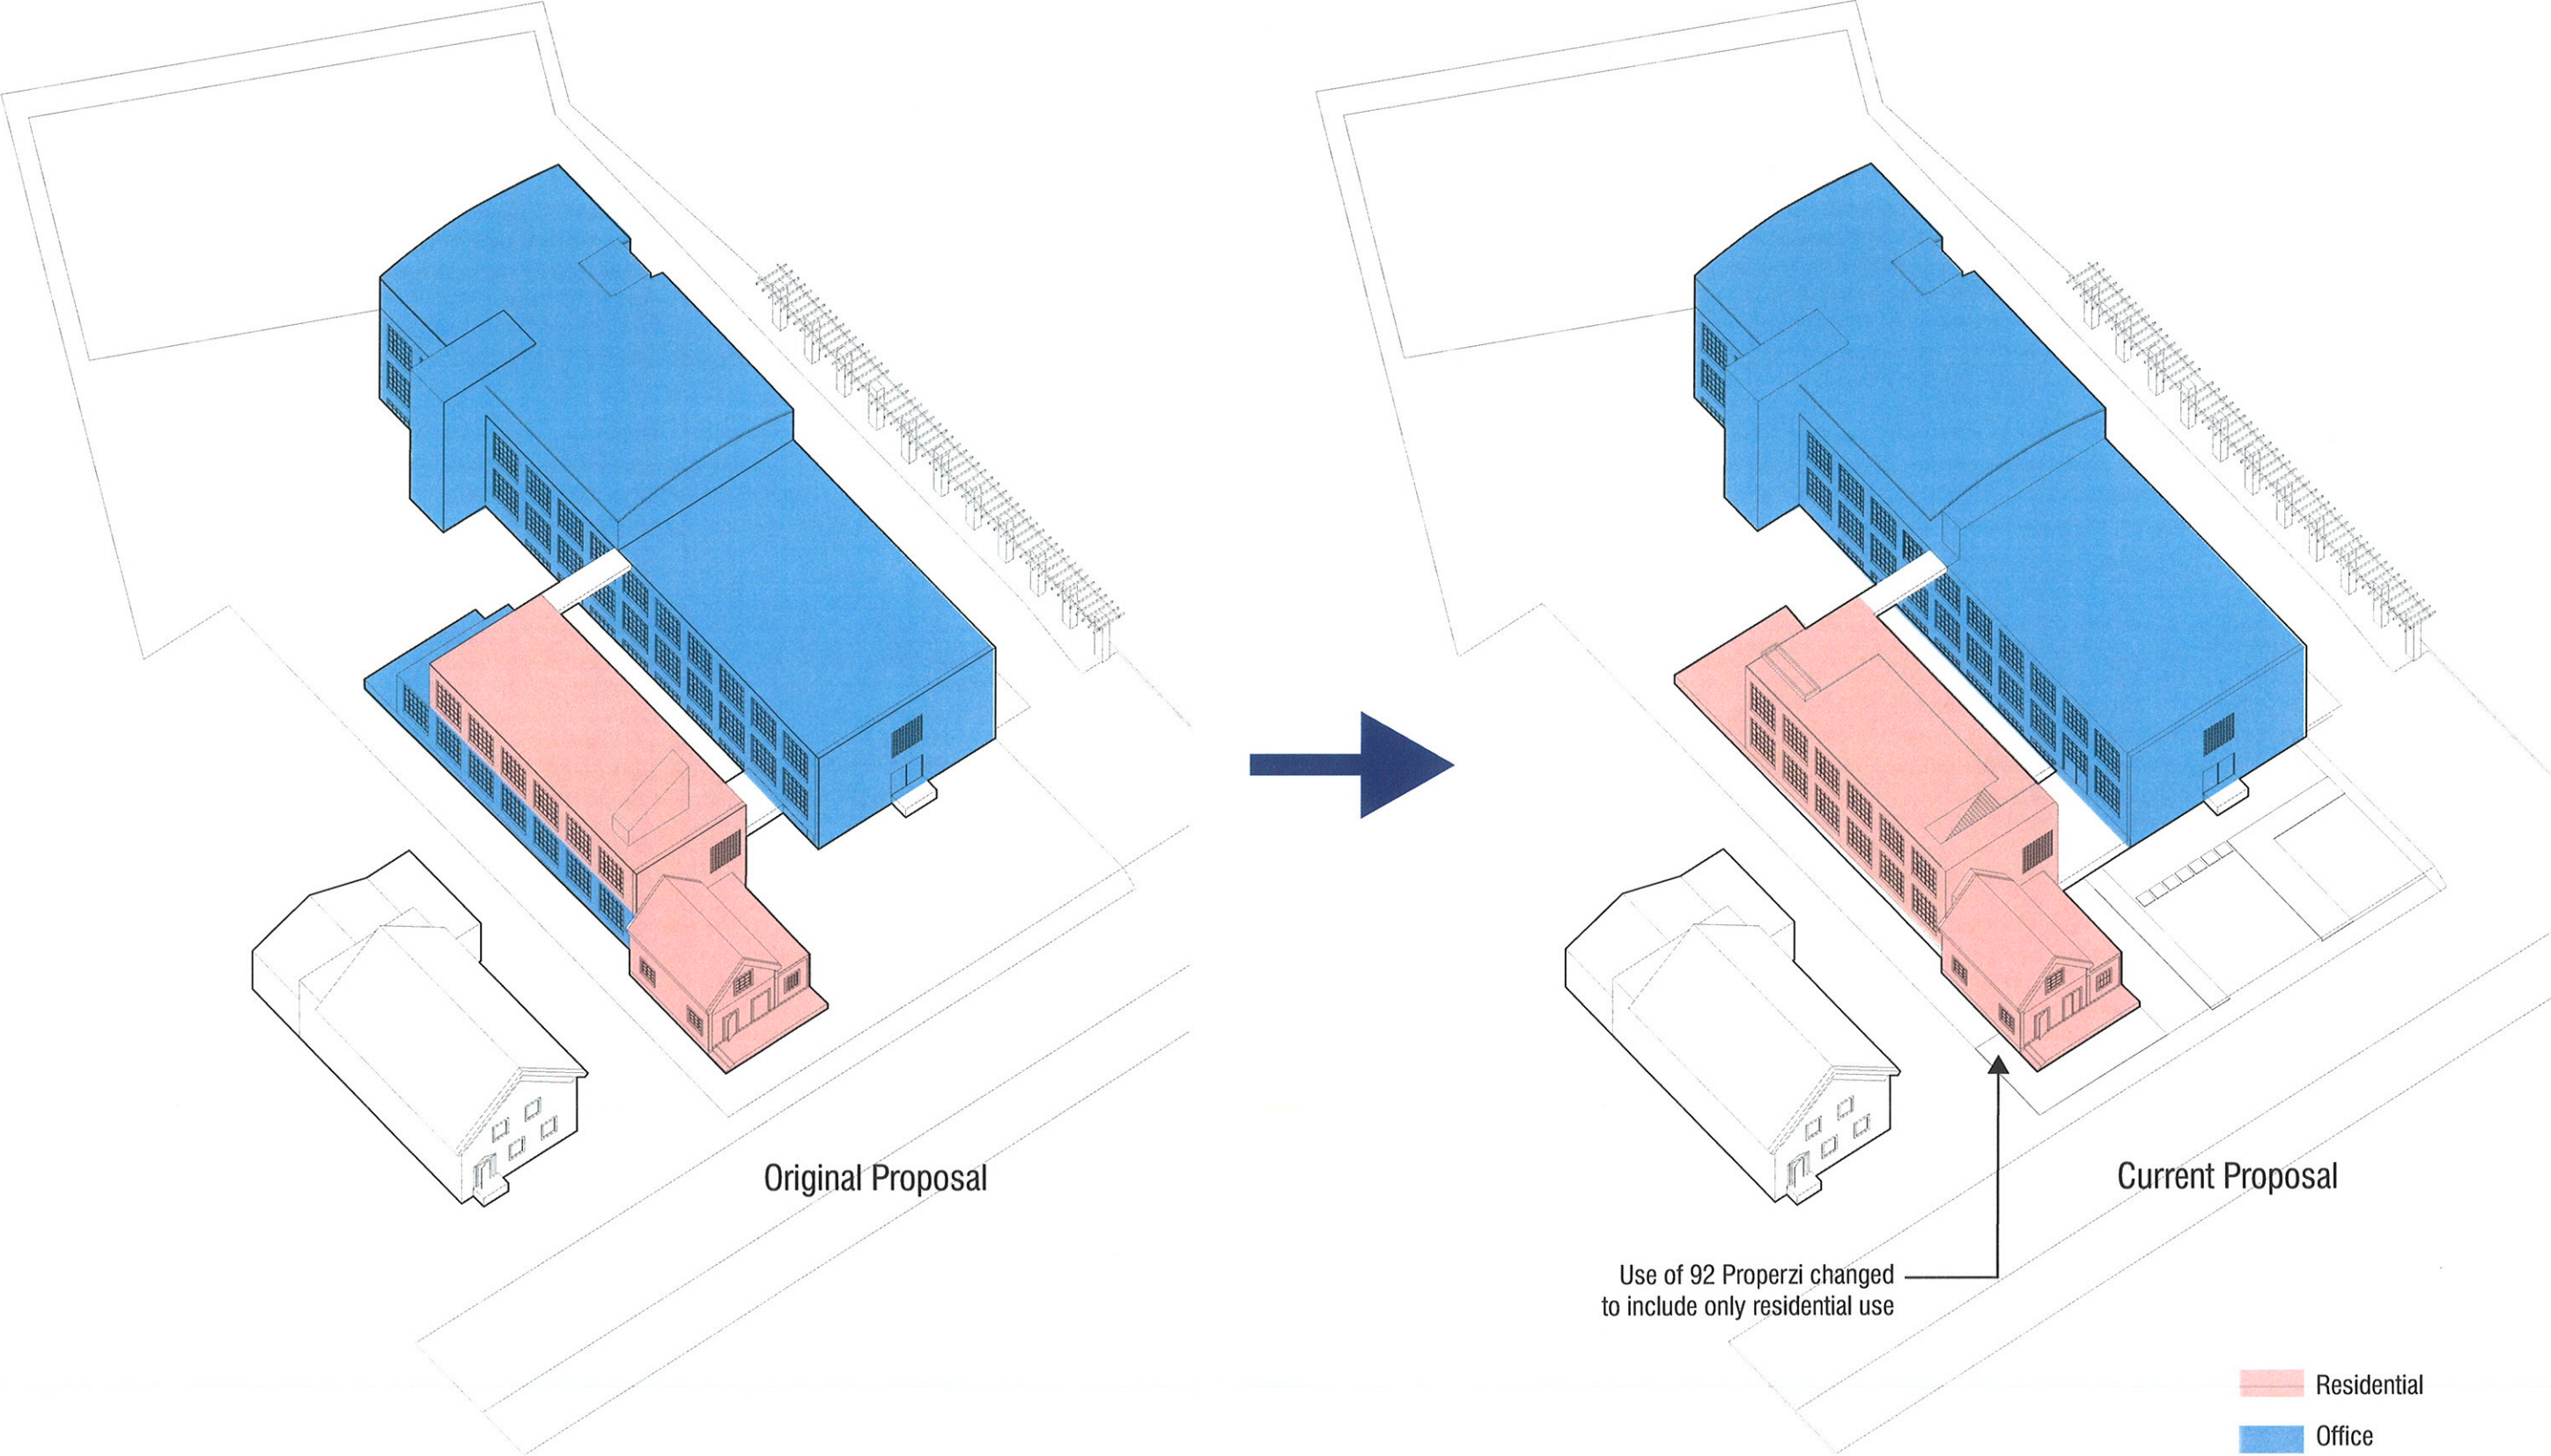 Original Proposal
Current Proposal
Use of 92 Properzi changed
to include only residential use
Residential
Office